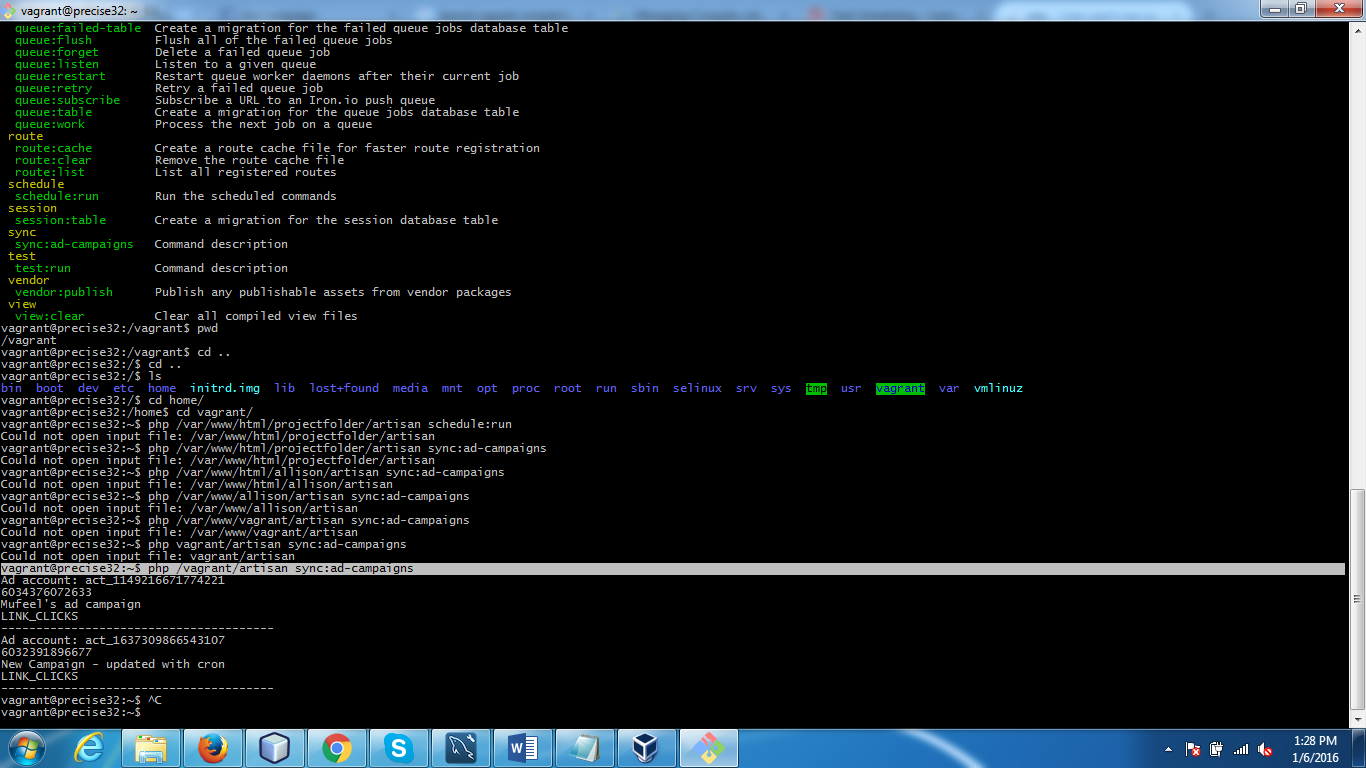 vagrant@precise32: ~
queue:failed-table  Create a migration for the failed queue jobs database table
queue:flush         Flush all of the failed queue jobs
queue:forget        Delete a failed queue job
queue:listen        Listen to a given queue
queue:restart       Restart queue worker daemons after their current job
queue:retry         Retry a failed queue job
queue:subscribe     Subscribe a URL to an Iron.io push queue
queue:table         Create a migration for the queue jobs database table
queue:work          Process the next job on a queue
route
route:cache         Create a route cache file for faster route registration
route:clear         Remove the route cache file
route:list          List all registered routes
schedule
schedule:run        Run the scheduled commands
session
session:table       Create a migration for the session database table
sync
sync:ad-campaigns   Command description
test
test:run            Command description
vendor
vendor:publish      Publish any publishable assets from vendor packages
view
view:clear          Clear all compiled view files
vagrant@precise32:/vagrant$ pwd
/vagrant
vagrant@precise32:/vagrant$ cd ..
vagrant@precise32:/$ cd ..
vagrant@precise32:/$ ls
bin  boot  dev  etc  home  initrd.img  lib  lost+found  media  mnt  opt  proc  root  run  sbin  selinux  srv  sys  tmp  usr  vagrant  var  vmlinuz
vagrant@precise32:/$ cd home/
vagrant@precise32:/home$ cd vagrant/
vagrant@precise32:~$ php /var/www/html/projectfolder/artisan schedule:run
Could not open input file: /var/www/html/projectfolder/artisan
vagrant@precise32:~$ php /var/www/html/projectfolder/artisan sync:ad-campaigns
Could not open input file: /var/www/html/projectfolder/artisan
vagrant@precise32:~$ php /var/www/html/allison/artisan sync:ad-campaigns
Could not open input file: /var/www/html/allison/artisan
vagrant@precise32:~$ php /var/www/allison/artisan sync:ad-campaigns
Could not open input file: /var/www/allison/artisan
vagrant@precise32:~$ php /var/www/vagrant/artisan sync:ad-campaigns
Could not open input file: /var/www/vagrant/artisan
vagrant@precise32:~$ php vagrant/artisan sync:ad-campaigns
Could not open input file: vagrant/artisan
vagrant@precise32:~$ php /vagrant/artisan sync:ad-campaigns
Ad account: act_1149216671774221
6034376072633
Mufeel's ad campaign
LINK_CLICKS
---------------------------------------
Ad account: act_1637309866543107
6032391896677
New Campaign - updated with cron
LINK_CLICKS
---------------------------------------
vagrant@precise32:~$ ^C
vagrant@precise32:~$
1:28 PM
1/6/2016